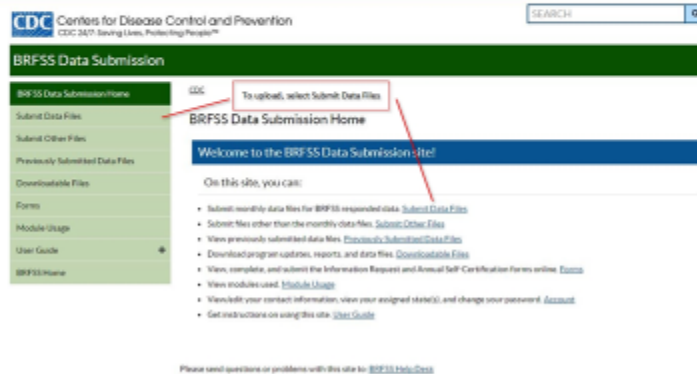 SEARCH
CDC Centers for Disease Control and Prevention
CDC 24/7: Saving Lives, Protecting People™
BRFSS Data Submission
BRFSS Data Submission Home
Submit Data Files
Submit Other Files
Previously Submitted Data Files
Downloadable Files
Forms
Module Usage
User Guide
BRFSS Home
CDC
To upload, select Submit Data Files
BRFSS Data Submission Home
Welcome to the BRFSS Data Submission site!
On this site, you can:
• Submit monthly data files for BRFSS responded data. Submit Data Files
• Submit files other than the monthly data files. Submit Other Files
• View previously submitted data files. Previously Submitted Data Files
• Download program updates, reports, and data files. Downloadable Files
• View, complete, and submit the Information Request and Annual Self-Certification forms online. Forms
• View modules used. Module Usage
• View/edit your contact information, view your assigned state(s), and change your password. Account
• Get instructions on using this site. User Guide
Please send questions or problems with this site to: BRFSS Help Desk